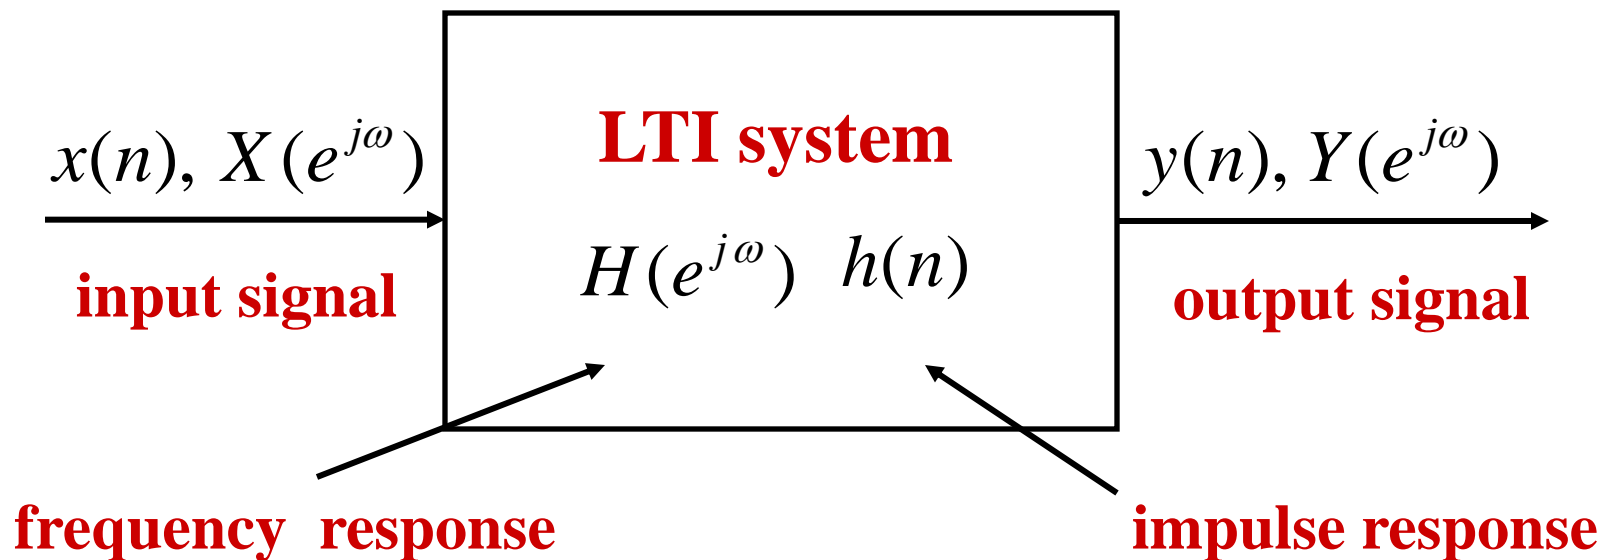 LTI system
x(n), X(e^{jω})
y(n), Y(e^{jω})
H(e^{jω}) h(n)
input signal
output signal
frequency response
impulse response